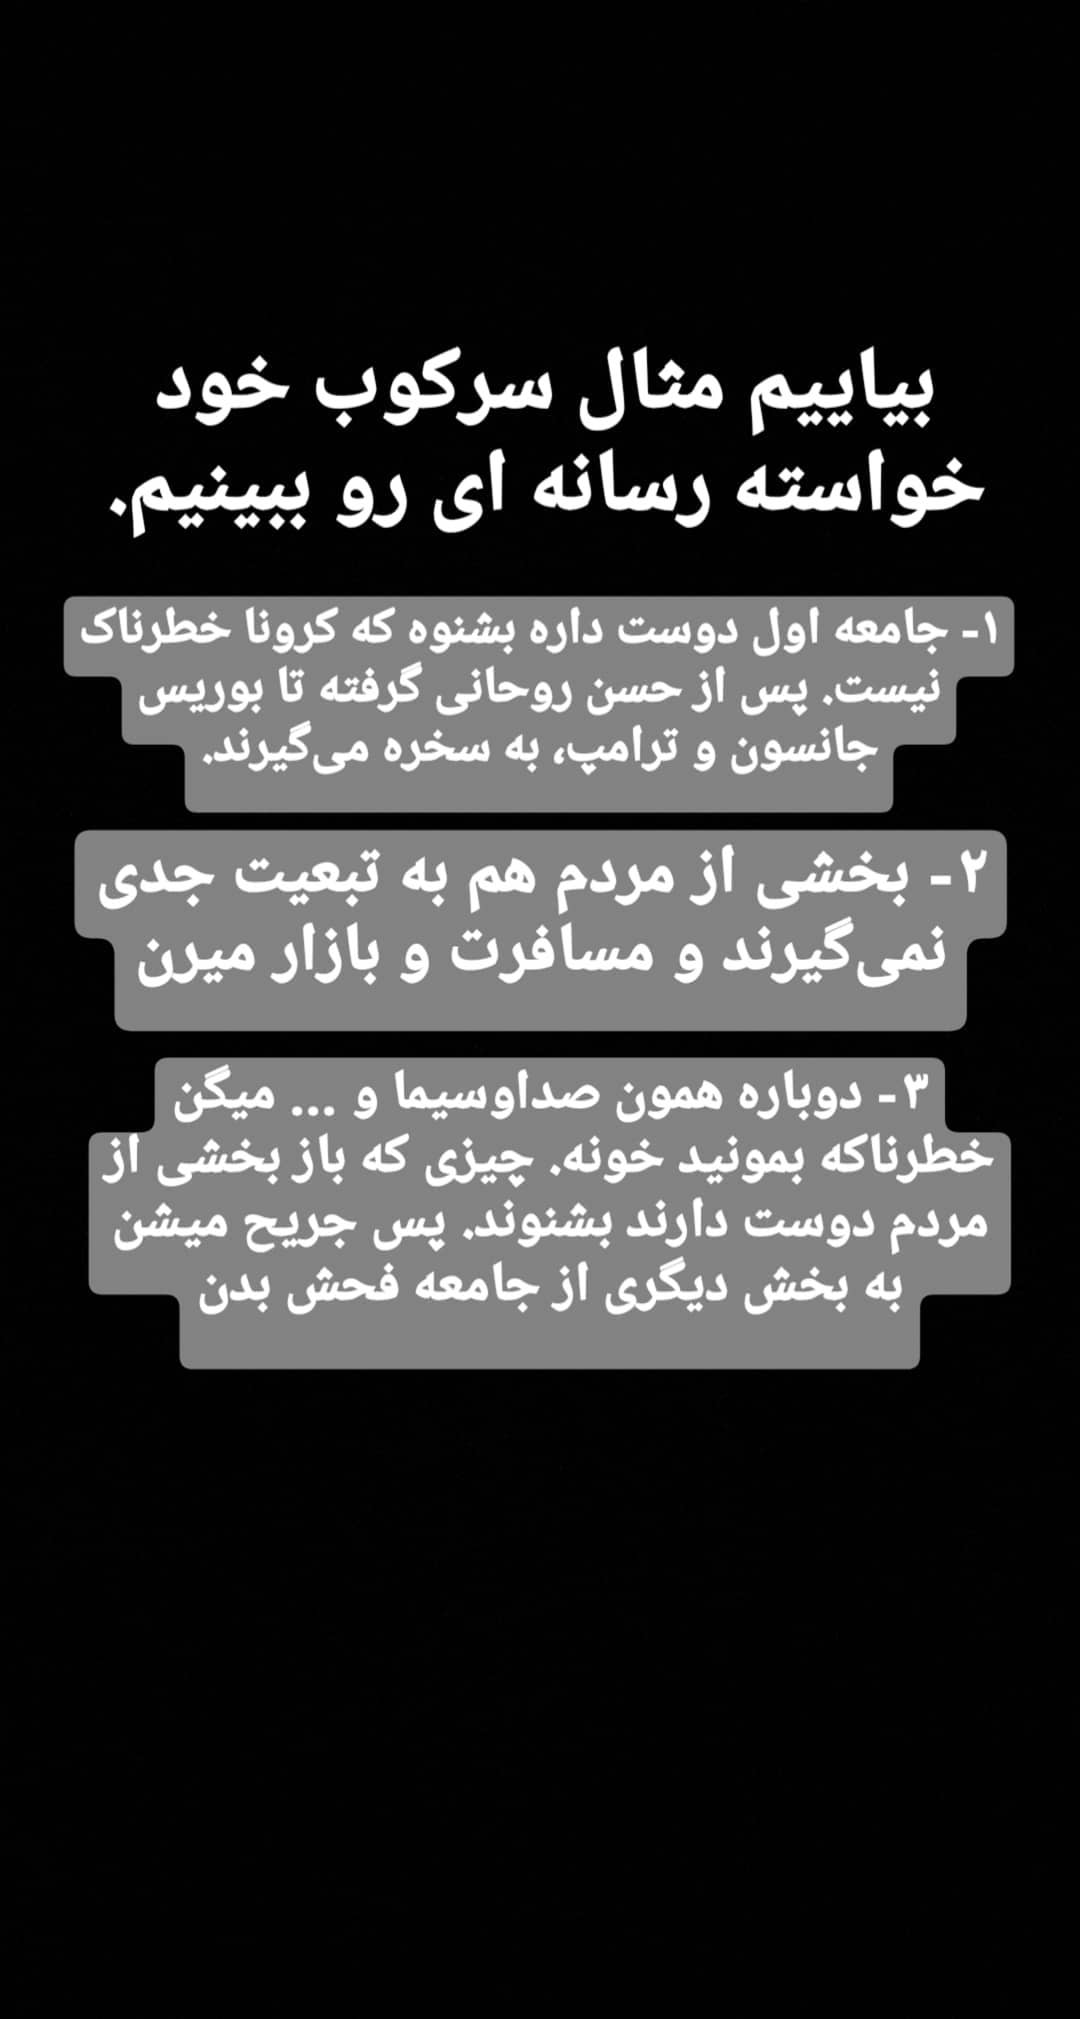 بیاییم مثال سرکوب خود
خواسته رسانه ای رو ببینیم.
۱- جامعه اول دوست داره بشنوه که کرونا خطرناک
نیست. پس از حسن روحانی گرفته تا بوریس
جانسون و ترامپ، به سخره می‌گیرند.
۲- بخشی از مردم هم به تبعیت جدی
نمی‌گیرند و مسافرت و بازار میرن
۳- دوباره همون صداوسیما و ... میگن
خطرناکه بمونید خونه. چیزی که باز بخشی از
مردم دوست دارند بشنوند. پس جریح میشن
به بخش دیگری از جامعه فحش بدن